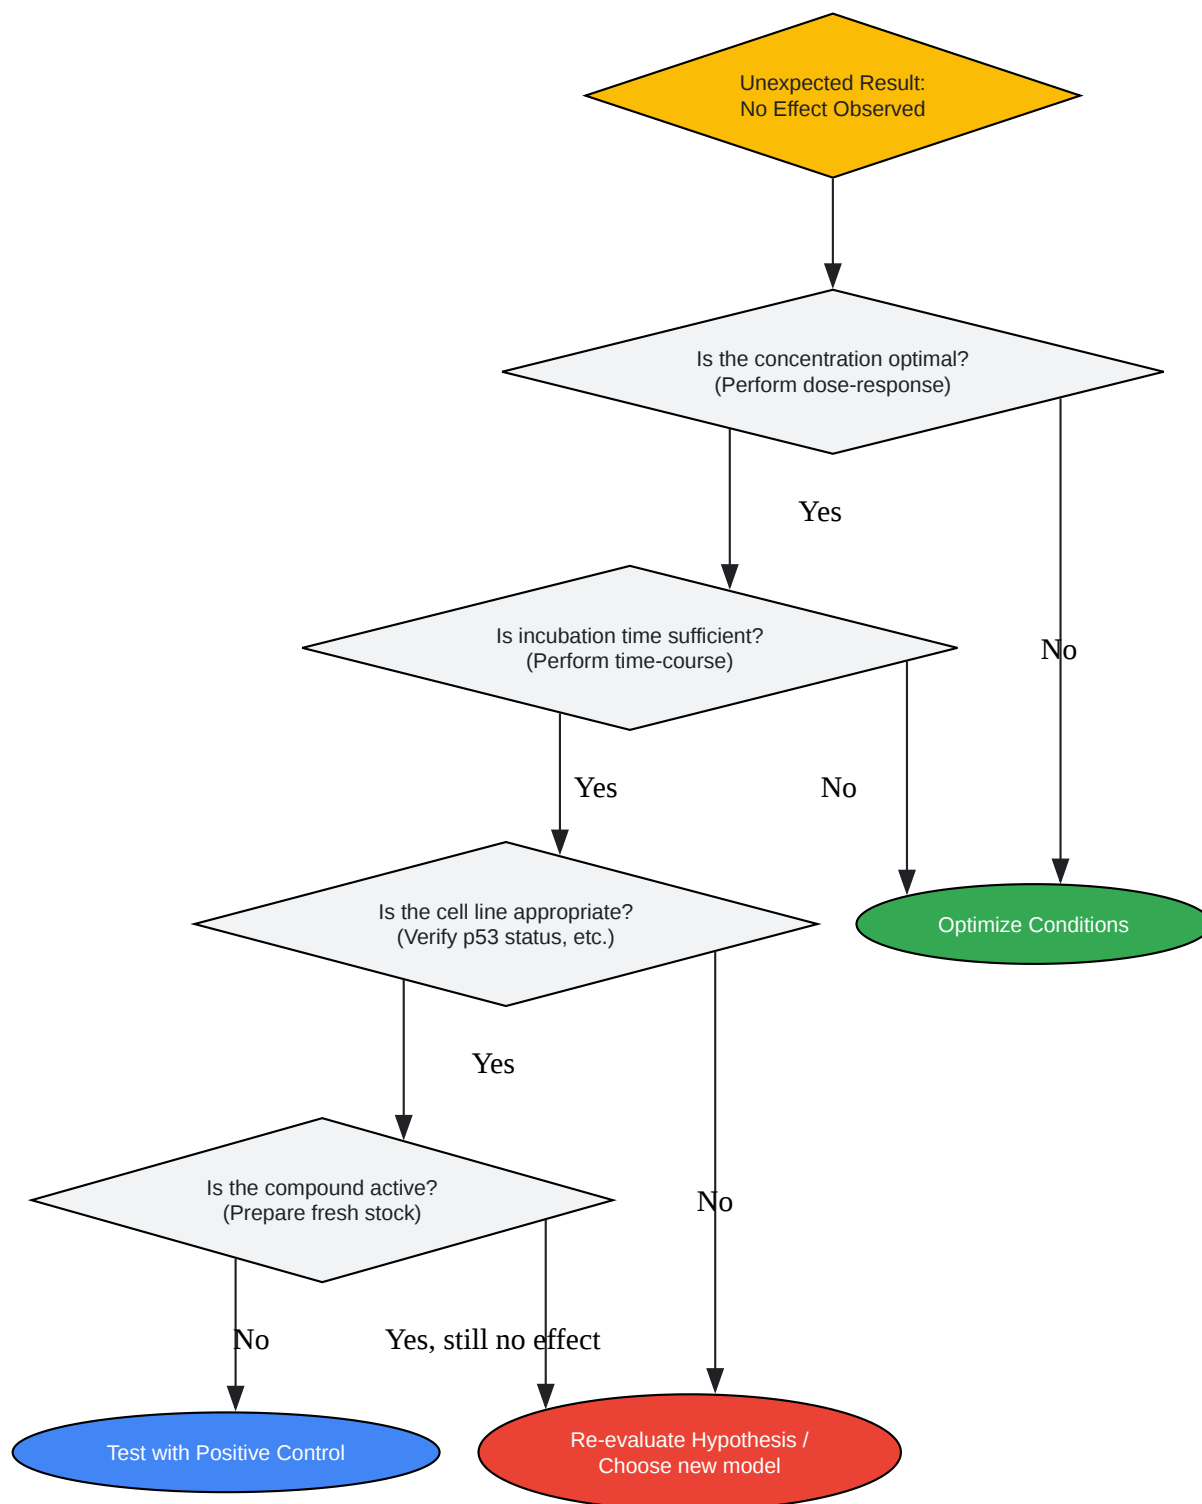 Unexpected Result:
No Effect Observed
Is the concentration optimal?
(Perform dose-response)
Yes
Is incubation time sufficient?
(Perform time-course)
No
Yes
No
Is the cell line appropriate?
(Verify p53 status, etc.)
Optimize Conditions
Yes
Is the compound active?
(Prepare fresh stock)
No
No
Yes, still no effect
Test with Positive Control
Re-evaluate Hypothesis /
Choose new model